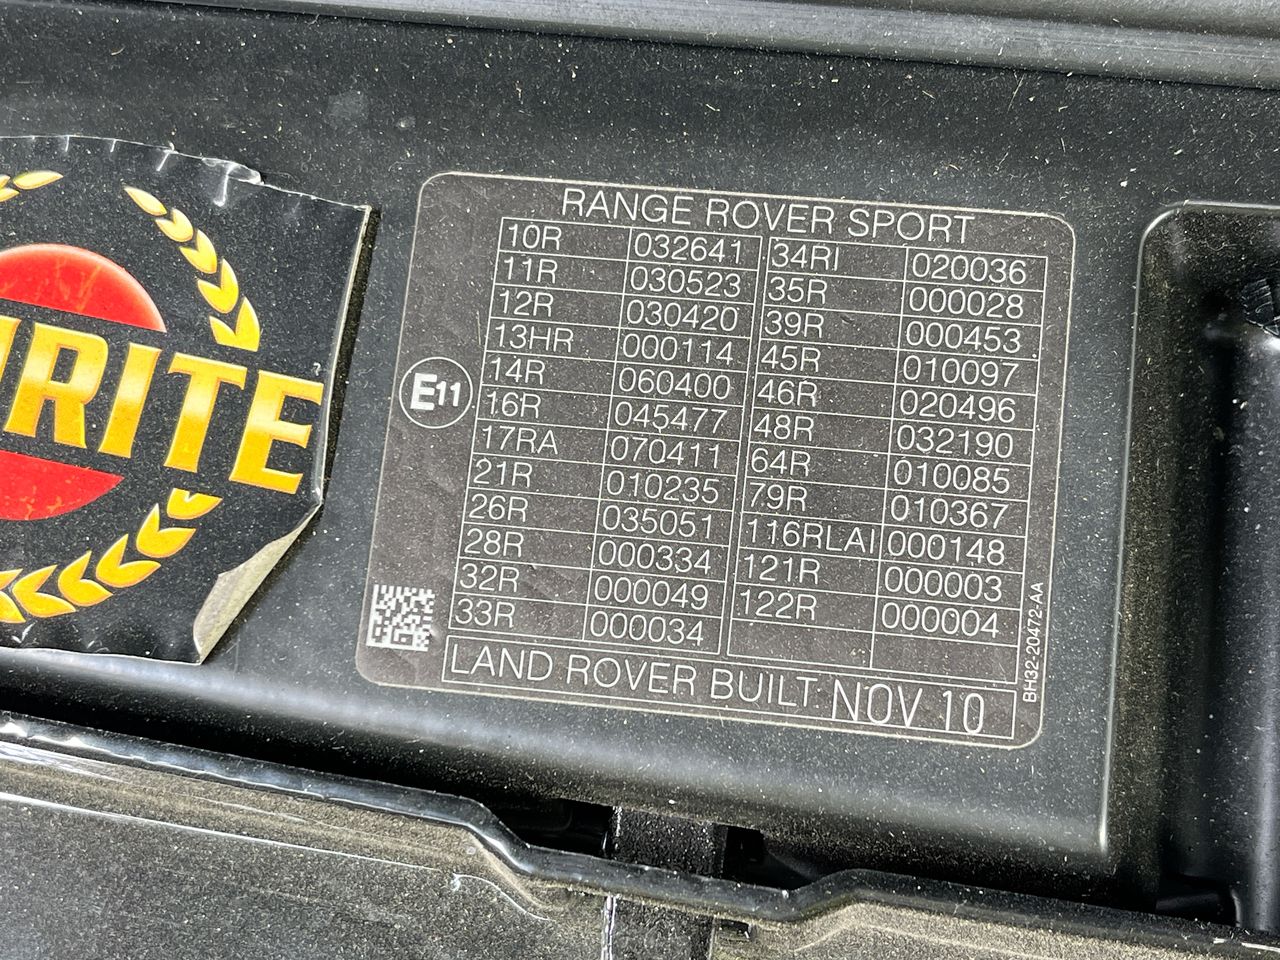 RANGE ROVER SPORT
10R 032641 34RI 020036
11R 030523 35R 000028
12R 030420 39R 000453
13HR 000114 45R 010097
14R 060400 46R 020496
16R 045477 48R 032190
17RA 070411 64R 010085
21R 010235 79R 010367
26R 035051 116RLAI 000148
28R 000334 121R 000003
32R 000049 122R 000004
33R 000034
LAND ROVER BUILT: NOV 10
E11
BH32-20472-AA
RITE